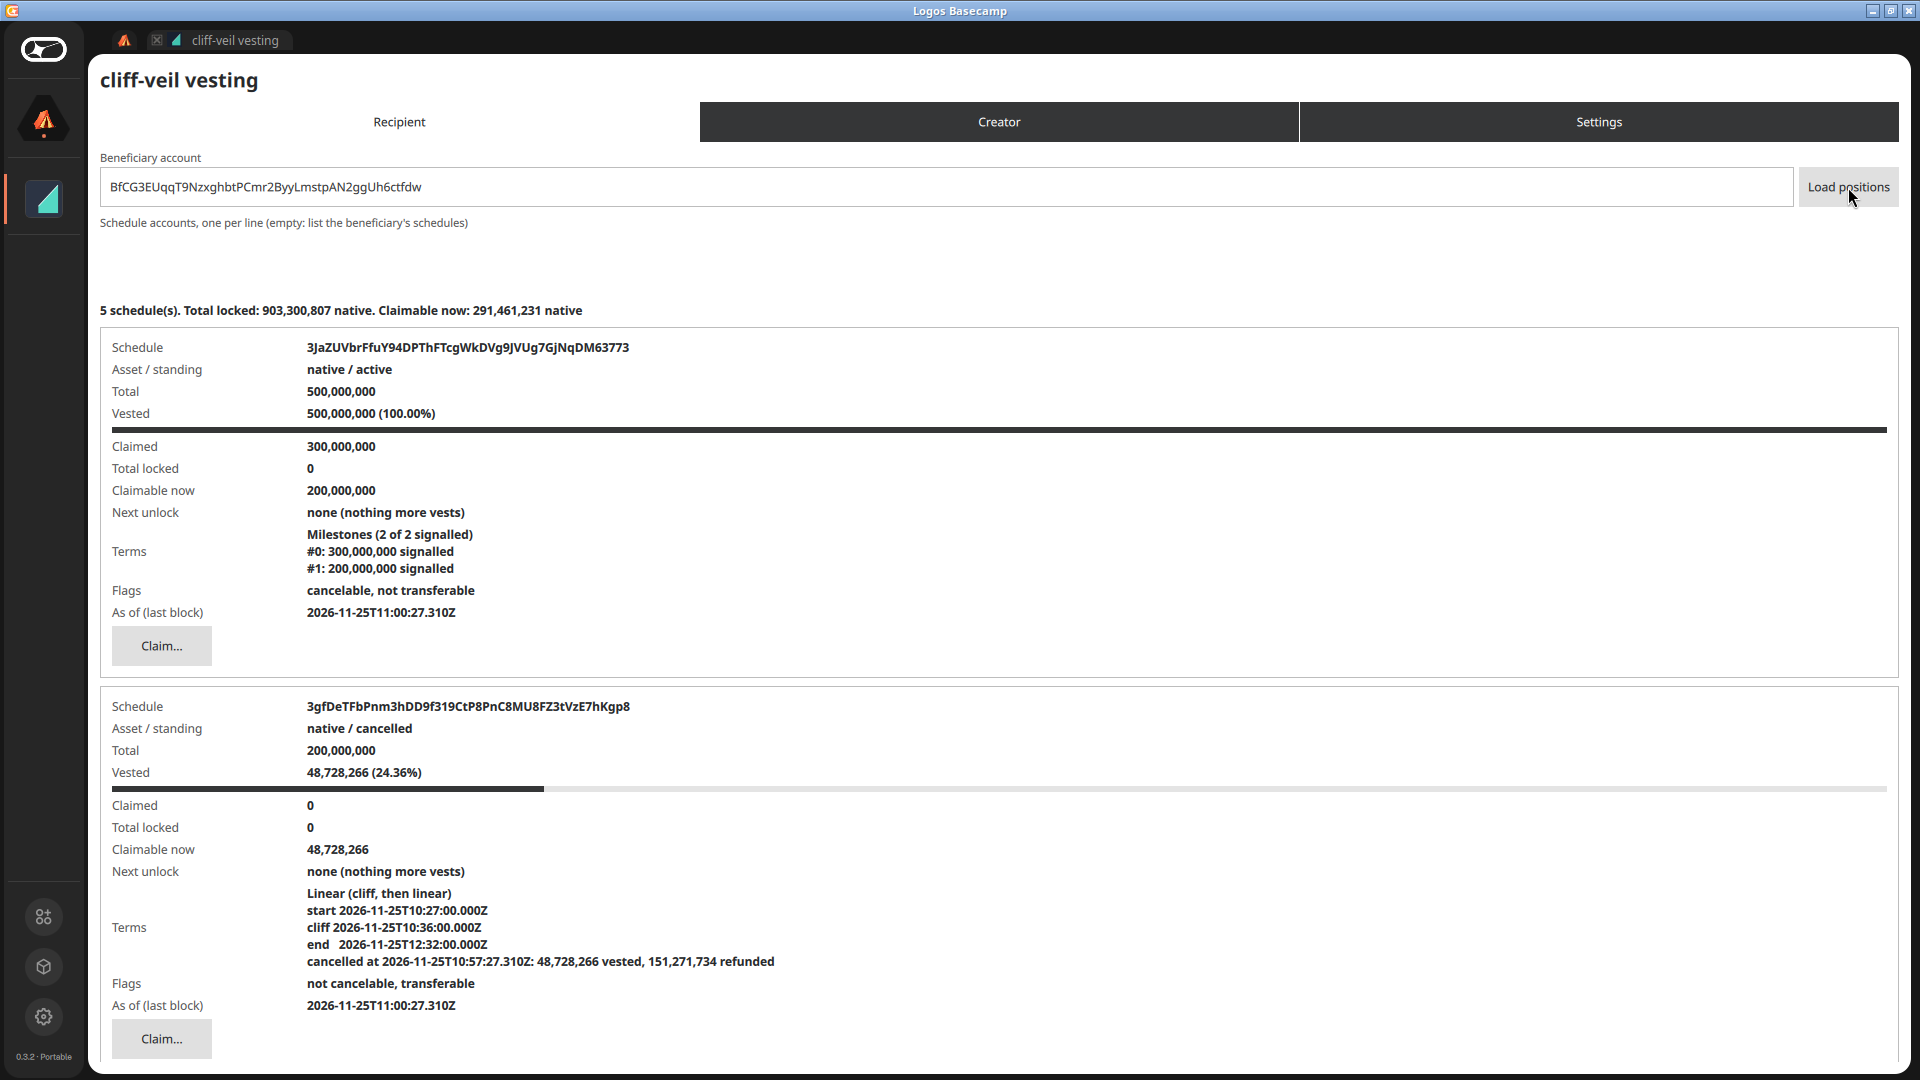 Logos Basecamp
cliff-veil vesting
cliff-veil vesting
Recipient
Creator
Settings
Beneficiary account
BfCG3EUqqT9NzxghbtPCmr2ByyLmstpAN2ggUh6ctfdw
Load positions
Schedule accounts, one per line (empty: list the beneficiary's schedules)
5 schedule(s). Total locked: 903,300,807 native. Claimable now: 291,461,231 native
Schedule 3JaZUVbrFfuY94DPThFTcgWkDVg9JVUg7GjNqDM63773
Asset / standing native / active
Total 500,000,000
Vested 500,000,000 (100.00%)
Claimed 300,000,000
Total locked 0
Claimable now 200,000,000
Next unlock none (nothing more vests)
Terms Milestones (2 of 2 signalled)
#0: 300,000,000 signalled
#1: 200,000,000 signalled
Flags cancelable, not transferable
As of (last block) 2026-11-25T11:00:27.310Z
Claim...
Schedule 3gfDeTFbPnm3hDD9f319CtP8PnC8MU8FZ3tVzE7hKgp8
Asset / standing native / cancelled
Total 200,000,000
Vested 48,728,266 (24.36%)
Claimed 0
Total locked 0
Claimable now 48,728,266
Next unlock none (nothing more vests)
Terms Linear (cliff, then linear)
start 2026-11-25T10:27:00.000Z
cliff 2026-11-25T10:36:00.000Z
end 2026-11-25T12:32:00.000Z
cancelled at 2026-11-25T10:57:27.310Z: 48,728,266 vested, 151,271,734 refunded
Flags not cancelable, transferable
As of (last block) 2026-11-25T11:00:27.310Z
Claim...
0.3.2 · Portable